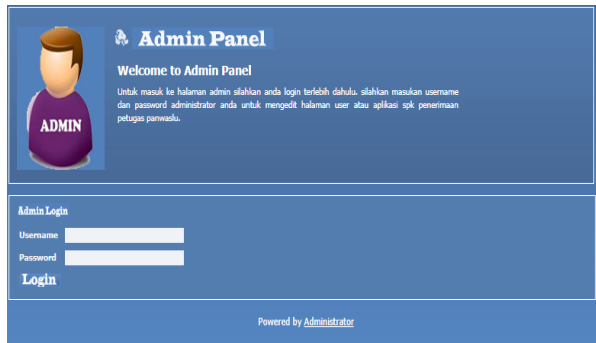 Admin Panel
ADMIN
Welcome to Admin Panel
Untuk masuk ke halaman admin silahkan anda login terlebih dahulu. silahkan masukan username
dan password administrator anda untuk mengedit halaman user atau aplikasi spk penerimaan
petugas panwaslu.
Admin Login
Username
Password
Login
Powered by Administrator